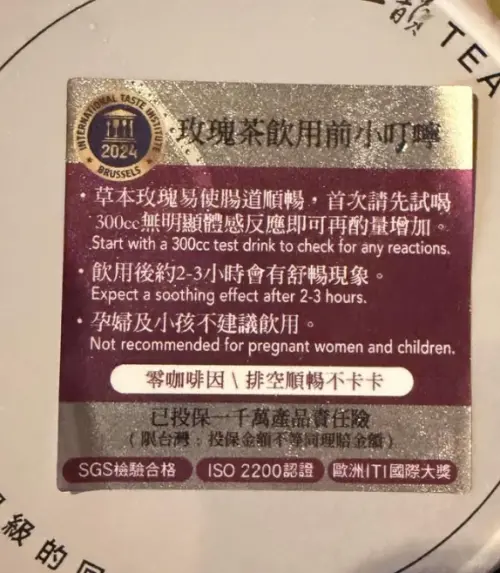 TEA
INTERNATIONAL TASTE INSTITUTE
2024
BRUSSELS
玫瑰茶飲用前小叮嚀
・草本玫瑰易使腸道順暢，首次請先試喝
300cc無明顯體感反應即可再酌量增加。
Start with a 300cc test drink to check for any reactions.
・飲用後約2-3小時會有舒暢現象。
Expect a soothing effect after 2-3 hours.
・孕婦及小孩不建議飲用。
Not recommended for pregnant women and children.
零咖啡因 \ 排空順暢不卡卡
已投保一千萬產品責任險
(限台灣：投保金額不等同理賠金額)
SGS檢驗合格
ISO 2200認證
歐洲ITI國際大獎
級的